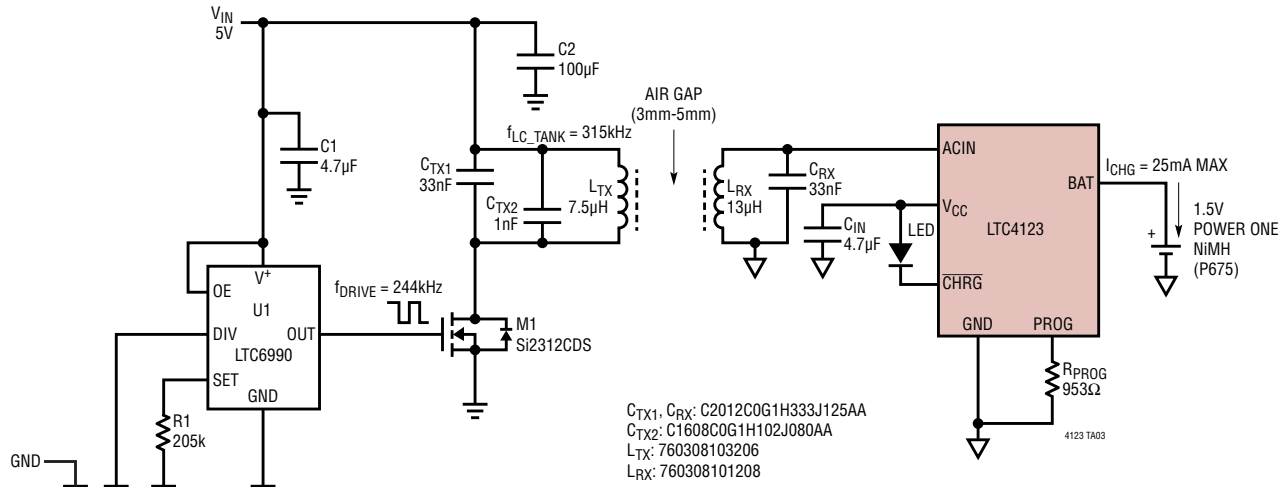 VIN
5V
C2
100µF
AIR GAP
(3mm-5mm)
fLC_TANK = 315kHz
C1
4.7µF
CTX1
33nF
CTX2
1nF
LTX
7.5µH
LRX
13µH
CRX
33nF
CIN
4.7µF
LED
ACIN
VCC
CHRG
LTC4123
BAT
GND
PROG
ICHG = 25mA MAX
+
1.5V
POWER ONE
NiMH
(P675)
RPROG
953Ω
V+
OE
U1
DIV
OUT
LTC6990
SET
GND
fDRIVE = 244kHz
M1
Si2312CDS
R1
205k
GND
CTX1, CRX: C2012C0G1H333J125AA
CTX2: C1608C0G1H102J080AA
LTX: 760308103206
LRX: 760308101208
4123 TA03